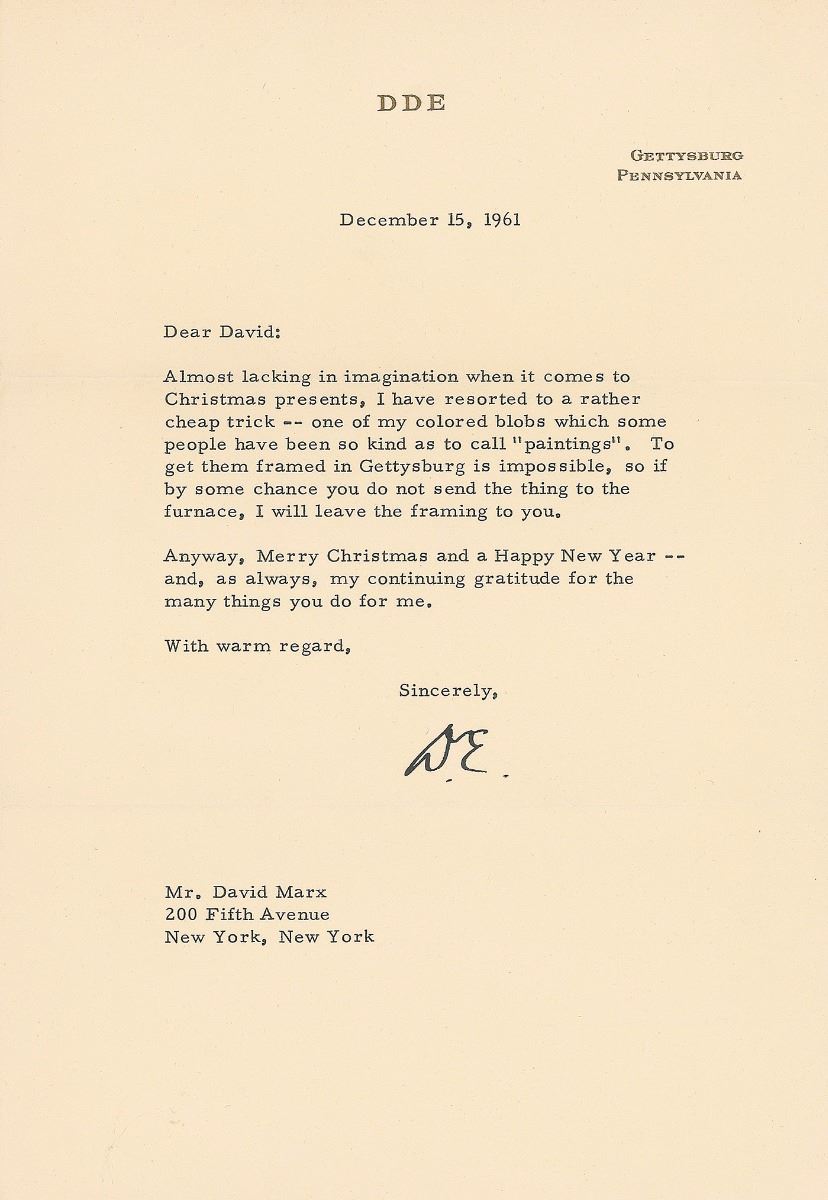 DDE
GETTYSBURG
PENNSYLVANIA
December 15, 1961
Dear David:
Almost lacking in imagination when it comes to
Christmas presents, I have resorted to a rather
cheap trick -- one of my colored blobs which some
people have been so kind as to call "paintings". To
get them framed in Gettysburg is impossible, so if
by some chance you do not send the thing to the
furnace, I will leave the framing to you.
Anyway, Merry Christmas and a Happy New Year --
and, as always, my continuing gratitude for the
many things you do for me.
With warm regard,
Sincerely,
D.E.
Mr. David Marx
200 Fifth Avenue
New York, New York